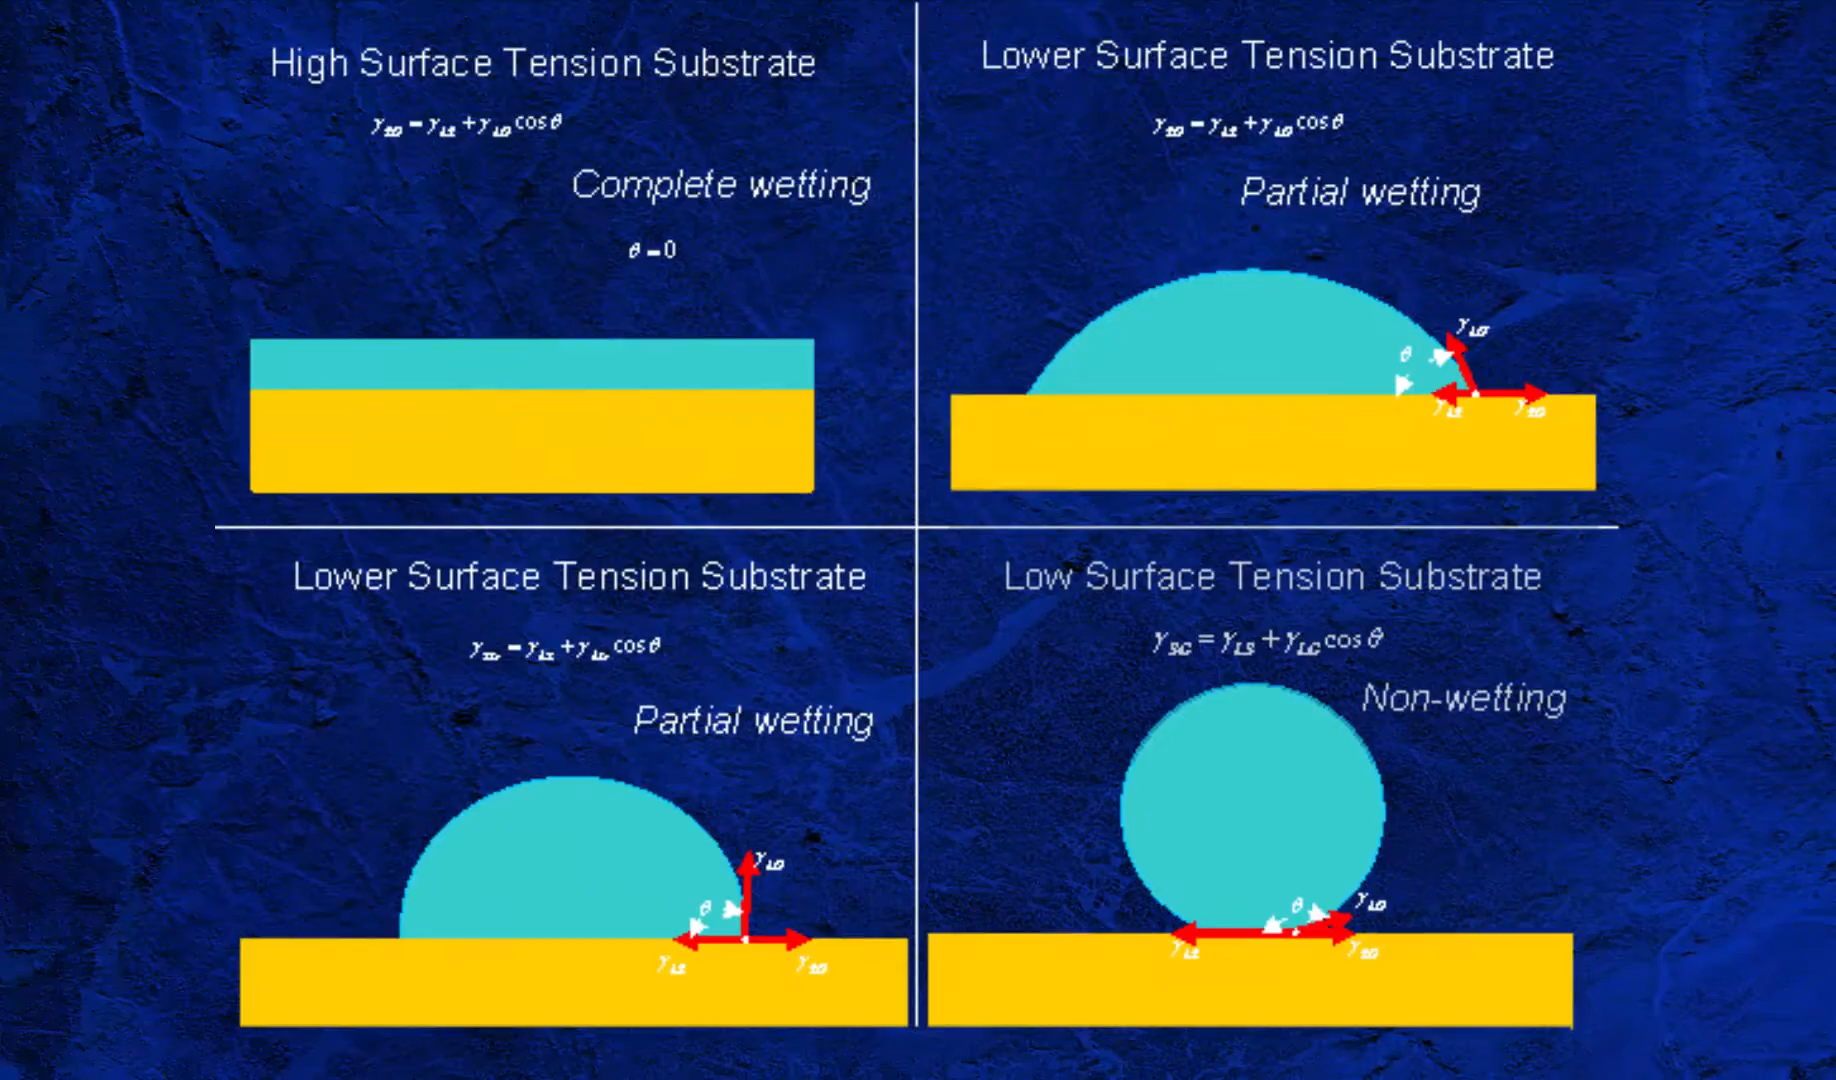 High Surface Tension Substrate
γSG = γLS + γLG cos θ
Complete wetting
θ = 0
Lower Surface Tension Substrate
γSG = γLS + γLG cos θ
Partial wetting
γLG
θ
γLS γSG
Lower Surface Tension Substrate
γSG = γLS + γLG cos θ
Partial wetting
γLG
θ
γLS γSG
Low Surface Tension Substrate
γSG = γLS + γLG cos θ
Non-wetting
θ γLG
γLS γSG